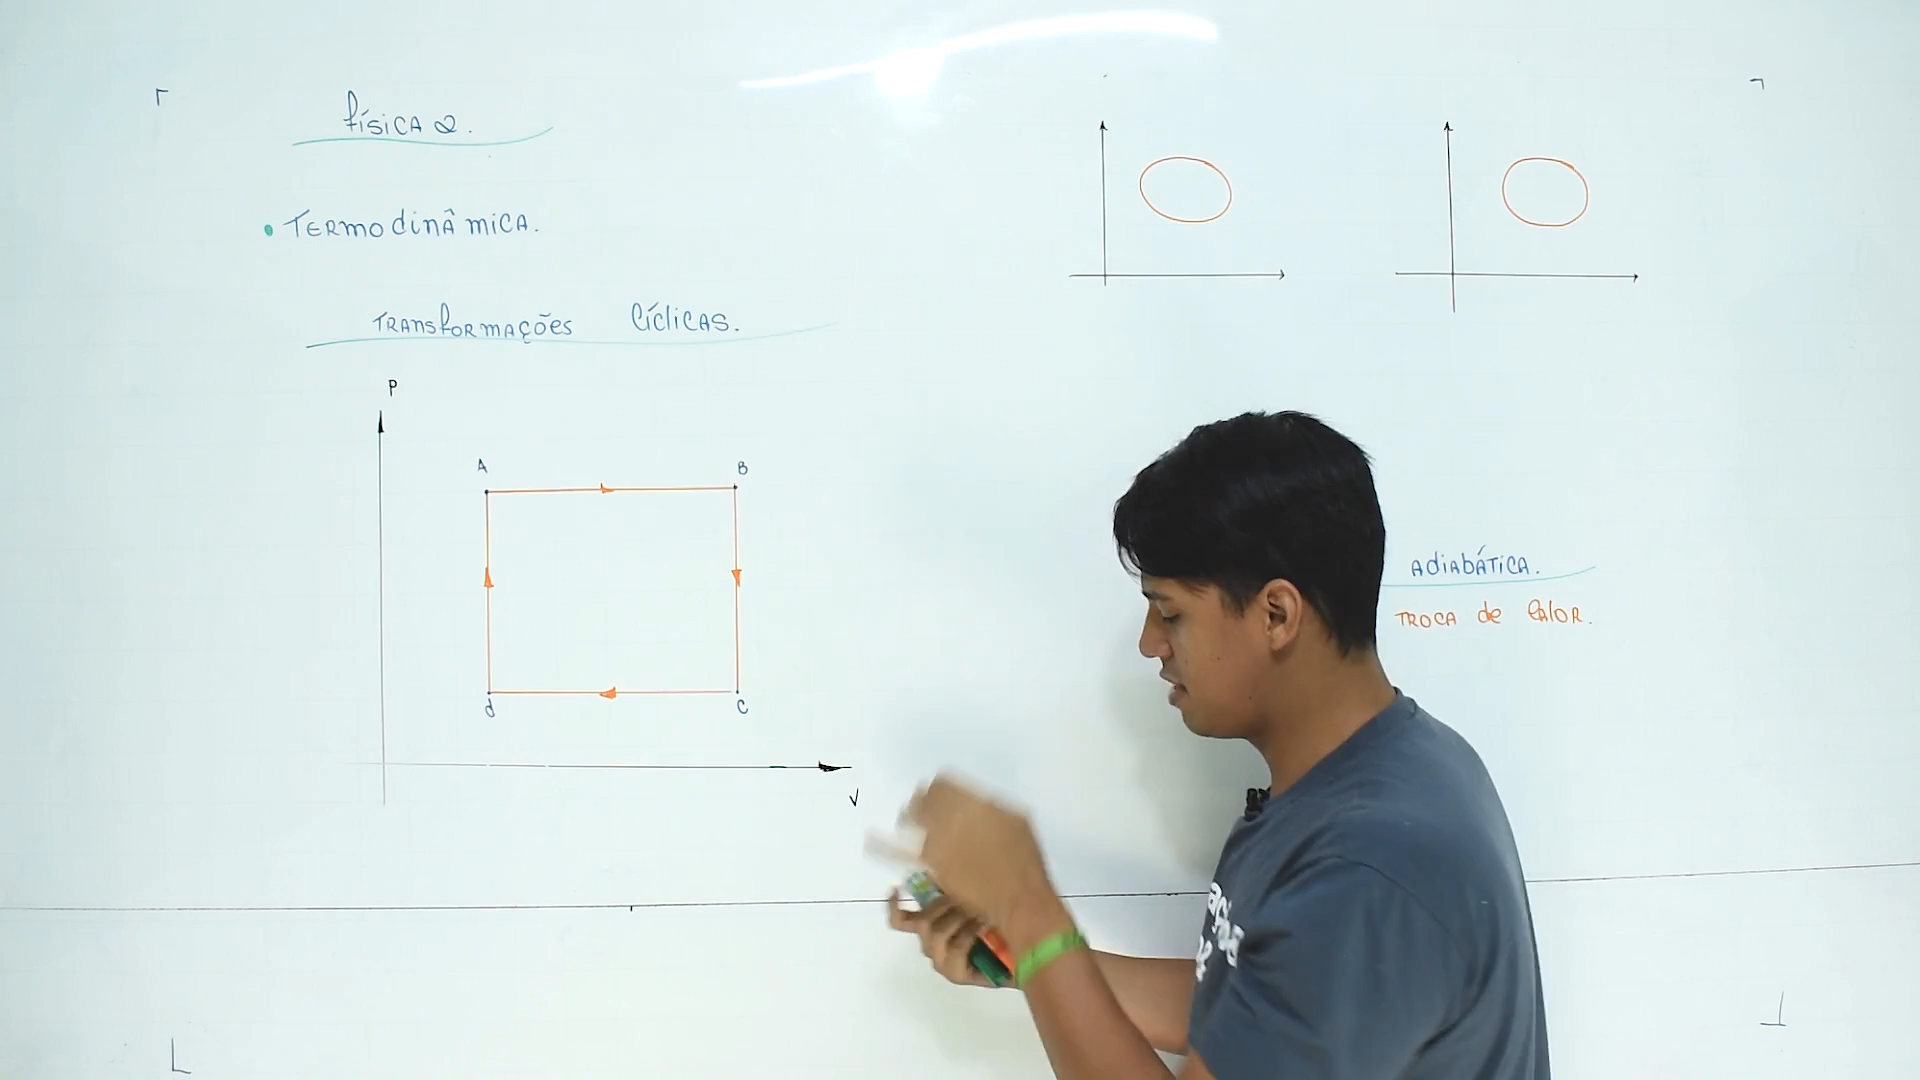 Física 2.
• Termodinâmica.
Transformações Cíclicas.
P
A
B
d
C
V
Adiabática.
Troca de Calor.